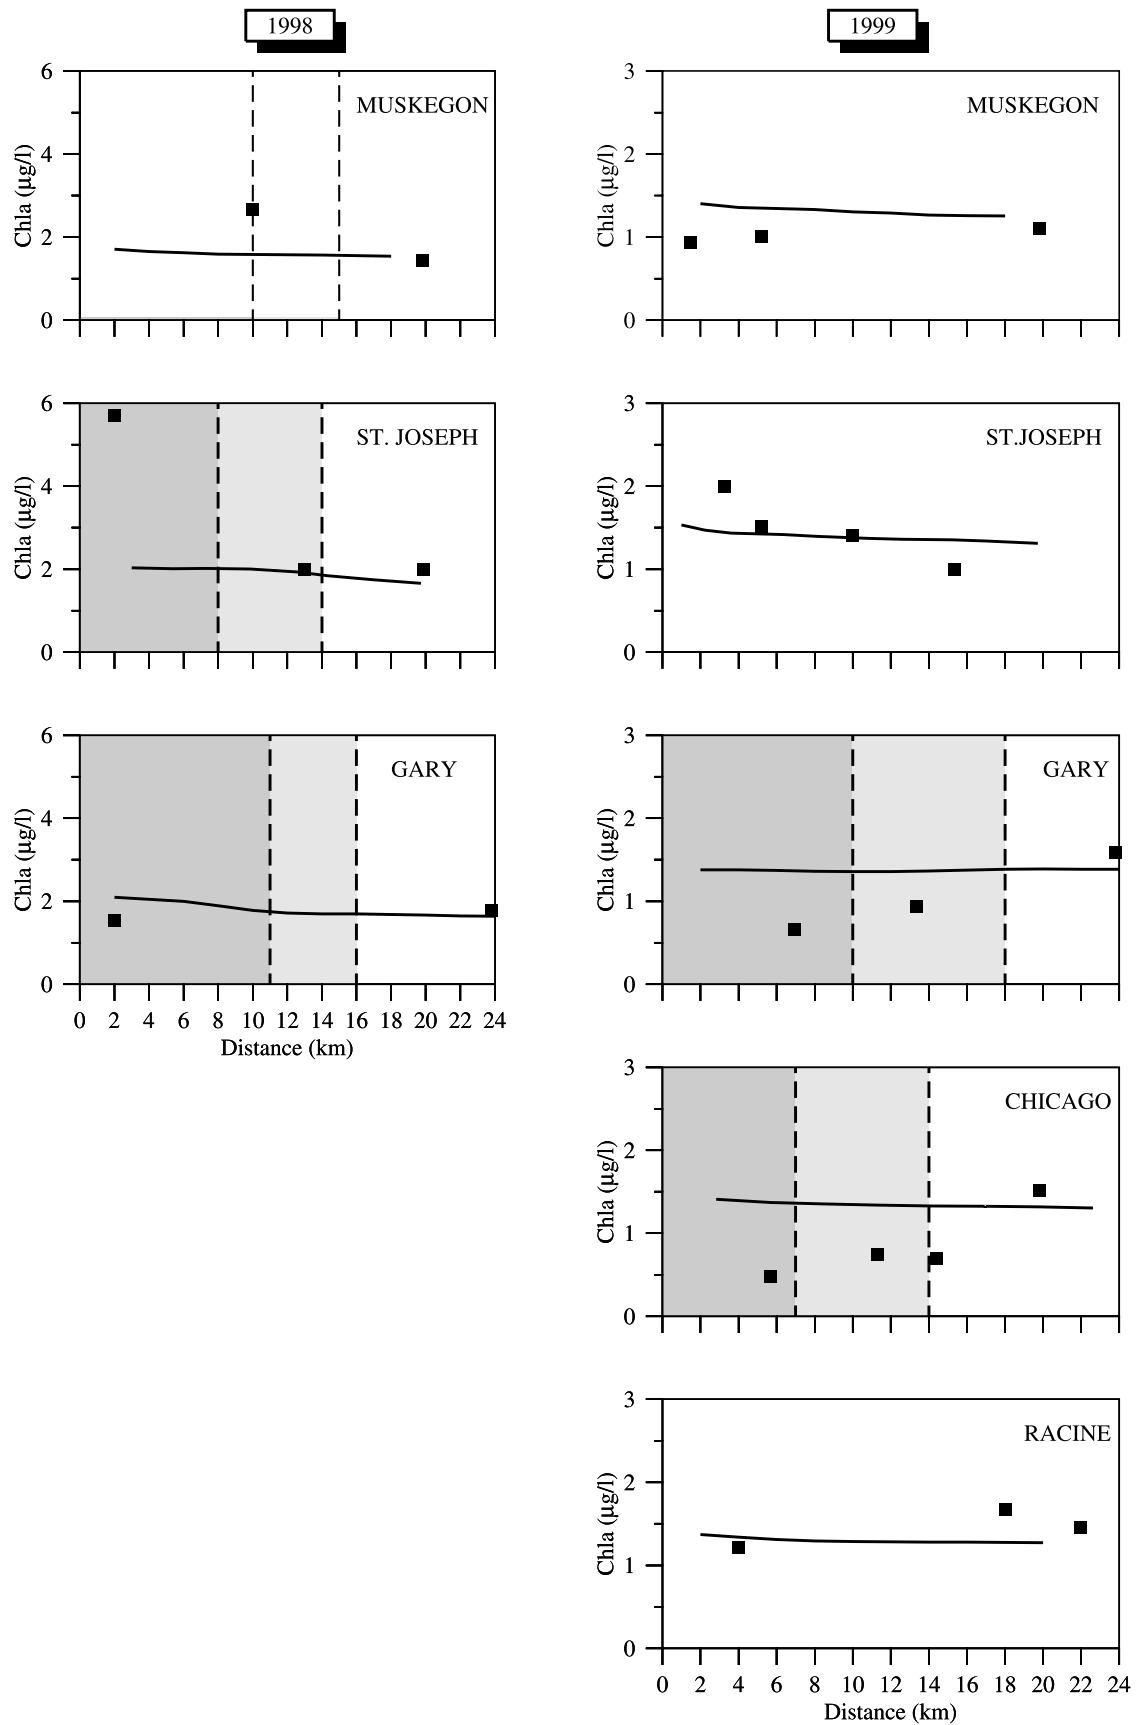 1998
1999
6
4
2
0
Chla (µg/l)
MUSKEGON
3
2
1
0
Chla (µg/l)
MUSKEGON
6
4
2
0
Chla (µg/l)
ST. JOSEPH
3
2
1
0
Chla (µg/l)
ST.JOSEPH
6
4
2
0
Chla (µg/l)
GARY
0 2 4 6 8 10 12 14 16 18 20 22 24
Distance (km)
3
2
1
0
Chla (µg/l)
GARY
3
2
1
0
Chla (µg/l)
CHICAGO
3
2
1
0
Chla (µg/l)
RACINE
0 2 4 6 8 10 12 14 16 18 20 22 24
Distance (km)